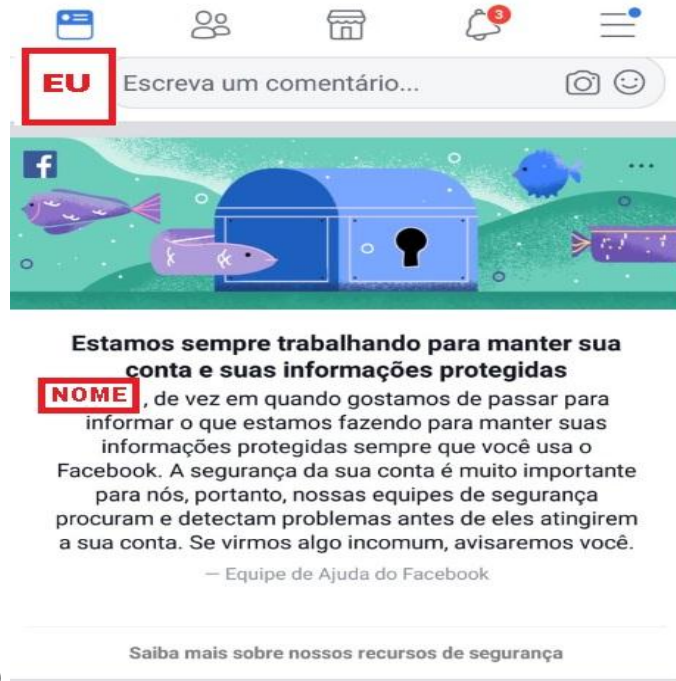 3
EU
Escreva um comentário...
f
Estamos sempre trabalhando para manter sua
conta e suas informações protegidas
NOME , de vez em quando gostamos de passar para
informar o que estamos fazendo para manter suas
informações protegidas sempre que você usa o
Facebook. A segurança da sua conta é muito importante
para nós, portanto, nossas equipes de segurança
procuram e detectam problemas antes de eles atingirem
a sua conta. Se virmos algo incomum, avisaremos você.
— Equipe de Ajuda do Facebook
Saiba mais sobre nossos recursos de segurança